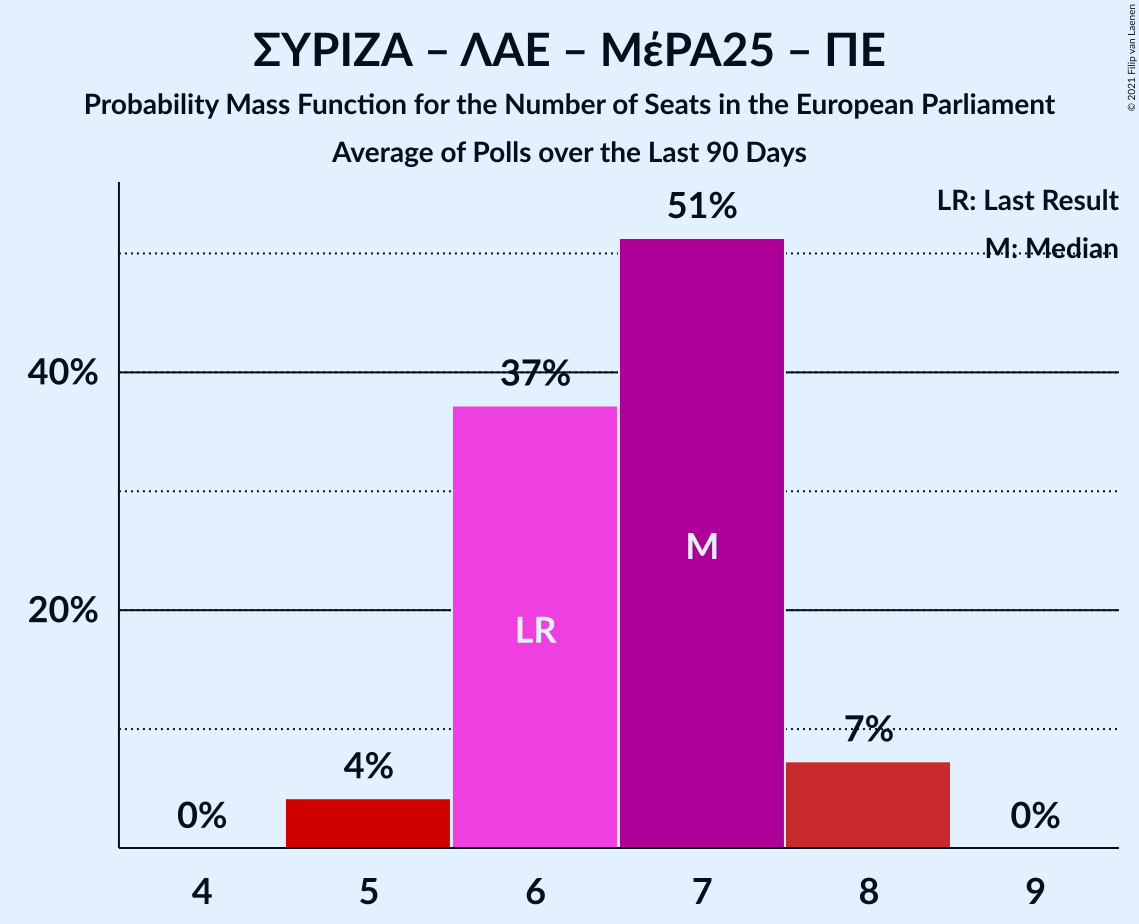 ΣΥΡΙΖΑ – ΛΑΕ – ΜέΡΑ25 – ΠΕ
Probability Mass Function for the Number of Seats in the European Parliament
Average of Polls over the Last 90 Days
© 2021 Filip van Laenen
LR: Last Result
M: Median
51%
40%
37%
M
20%
LR
7%
4%
0%
0%
4 5 6 7 8 9